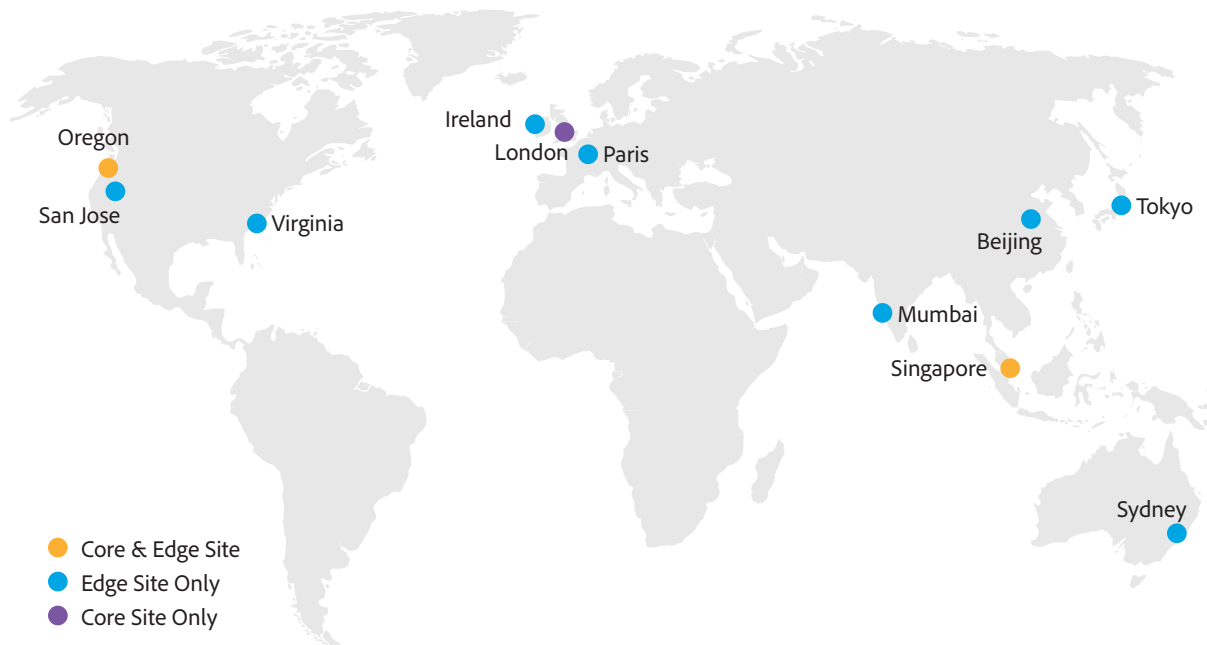 Ireland
Oregon
London
Paris
San Jose
Virginia
Tokyo
Beijing
Mumbai
Singapore
Sydney
Core & Edge Site
Edge Site Only
Core Site Only